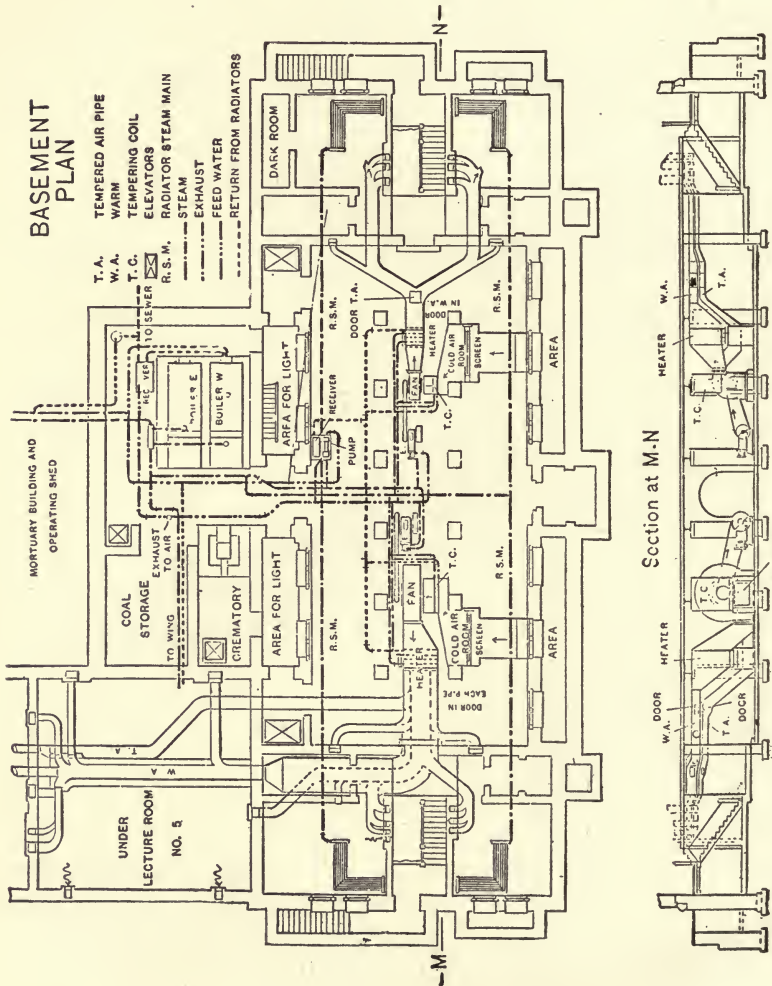 BASEMENT
PLAN
T. A. TEMPERED AIR PIPE
W. A. WARM
T. C. TEMPERING COIL
ELEVATORS
R. S. M. RADIATOR STEAM MAIN
STEAM
EXHAUST
FEED WATER
RETURN FROM RADIATORS
MORTUARY BUILDING AND
OPERATING SHED
TO SEWER
BOILER E
BOILER W
COAL
STORAGE
EXHAUST
TO AIR
TO WING
CREMATORY
AREA FOR LIGHT
AREA FOR LIGHT
DARK ROOM
UNDER
LECTURE ROOM
NO. 5
T. A
W A
R.S.M.
RECEIVER
PUMP
R.S.M.
DOOR T.A.
DOOR
IN W.A.
HEATER
FAN
T.C.
COLD AIR
ROOM
SCREEN
AREA
R.S.M.
E
FAN
T.C.
HEATER
COLD AIR
ROOM
SCREEN
AREA
R S.M.
DOOR IN
EACH P.PE
M
N
Section at M-N
HEATER
DOOR
W.A.
T A.
DOOR
T C
T.C.
HEATER
W.A.
T.A.